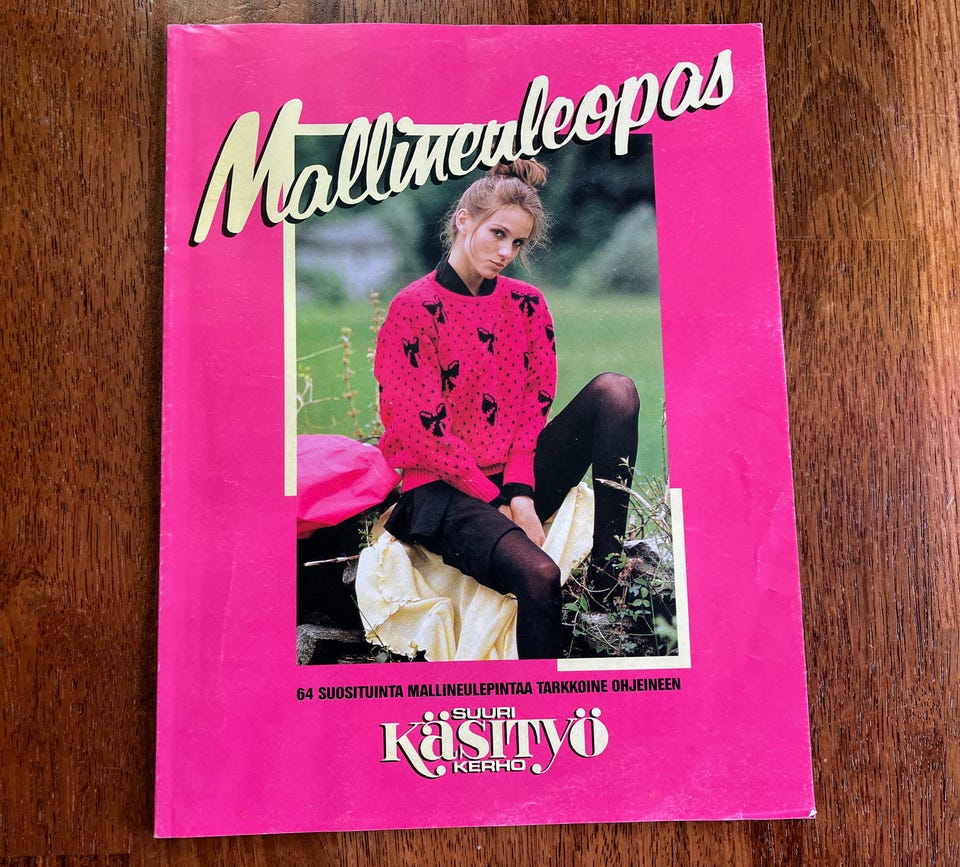 Mallineuleopas
64 SUOSITUINTA MALLINEULEPINTAA TARKKOINE OHJEINEEN
SUURI
KÄSITYÖ
KERHO